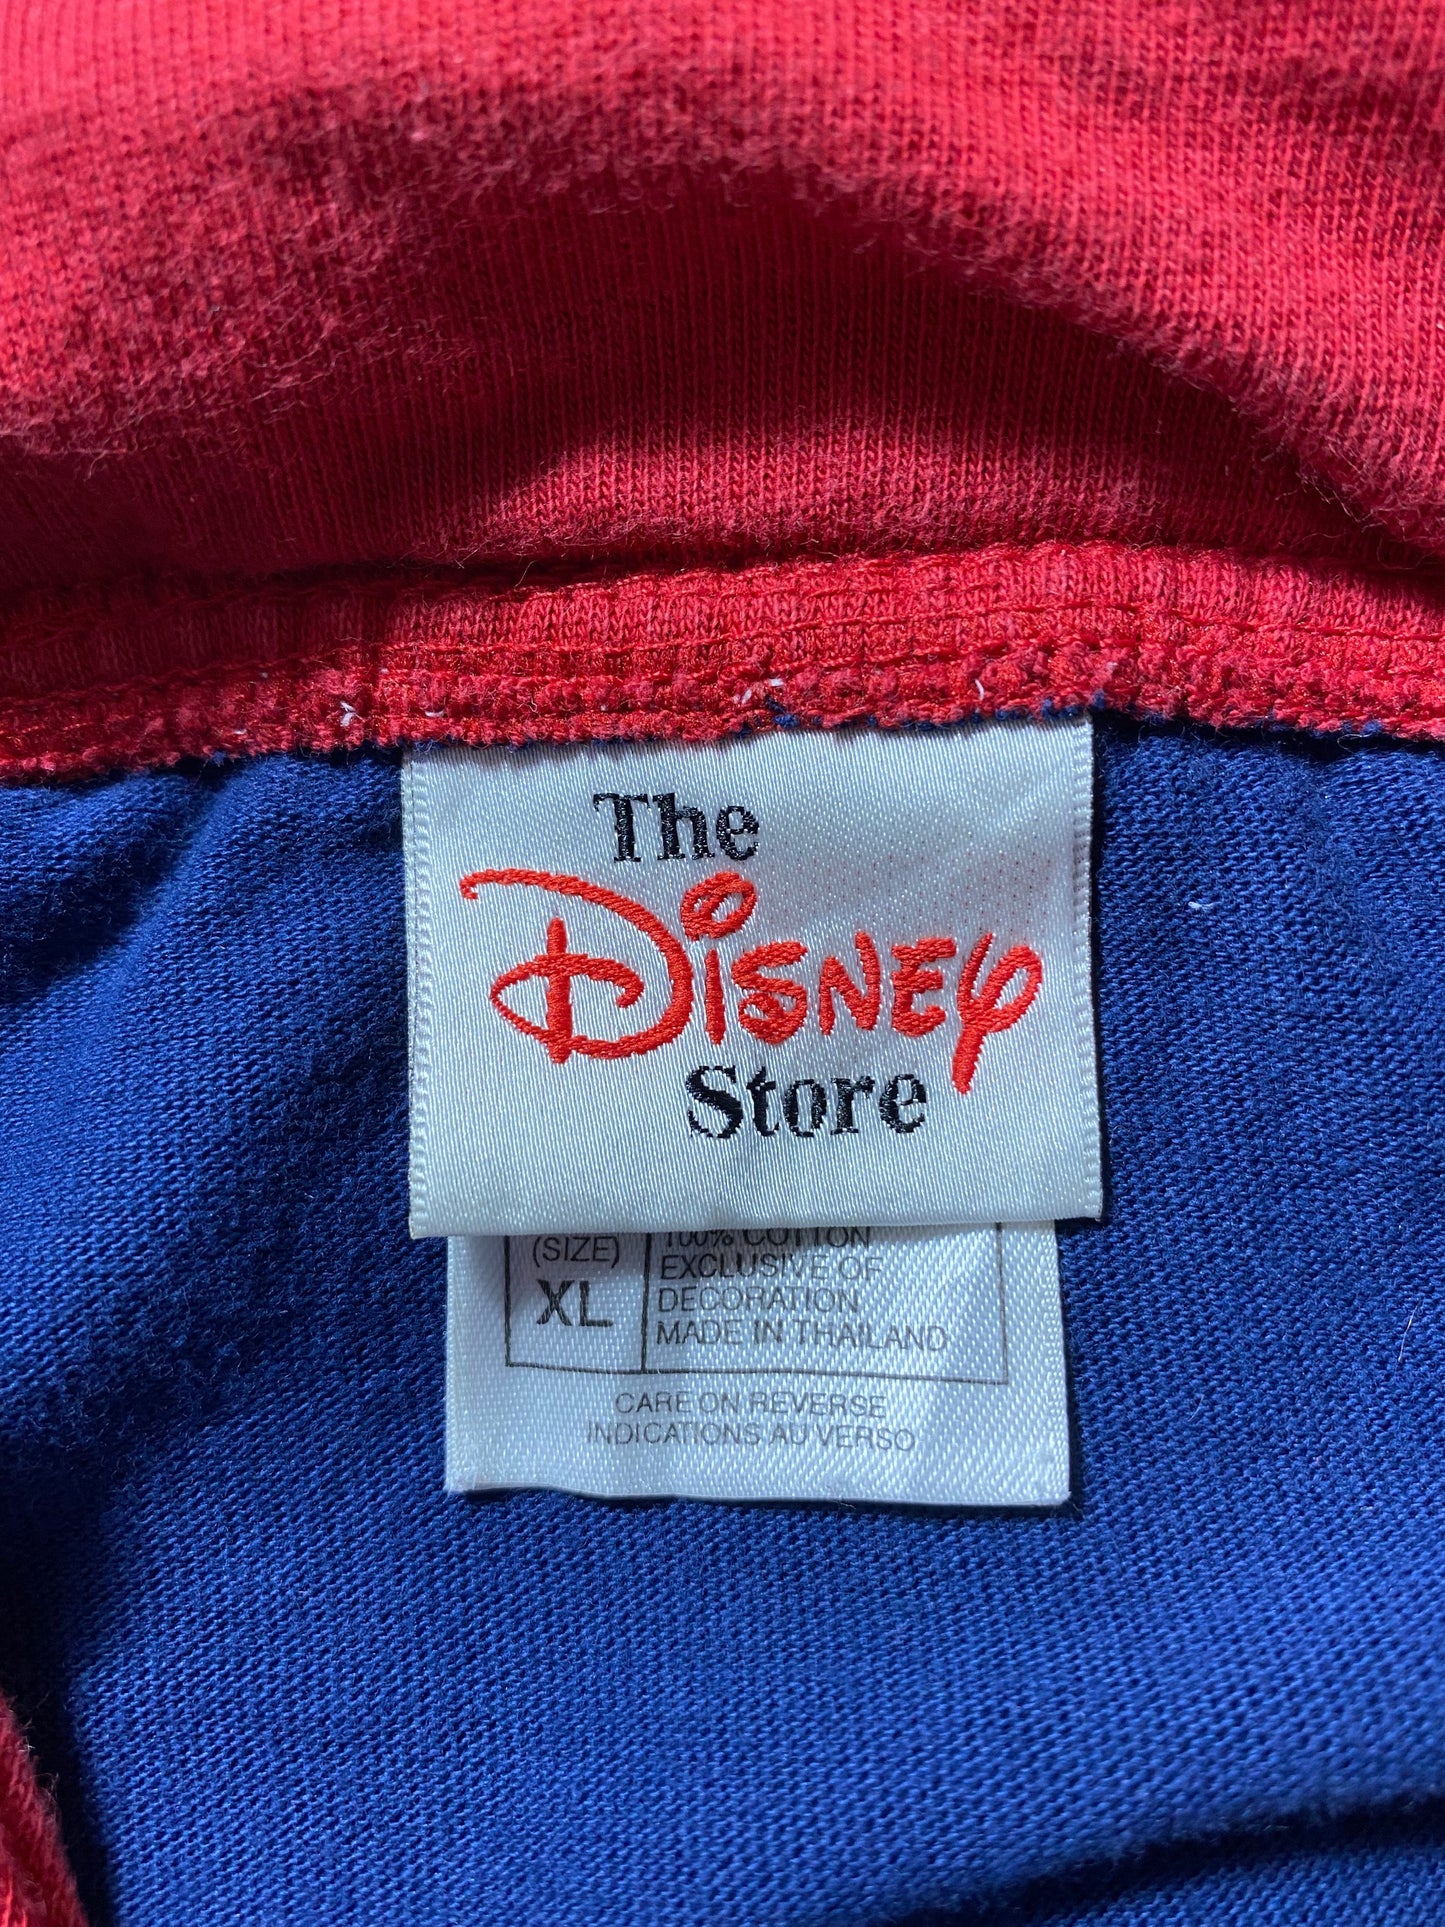 The
Disney
Store
(SIZE)
XL
100% COTTON
EXCLUSIVE OF
DECORATION
MADE IN THAILAND
CARE ON REVERSE
INDICATIONS AU VERSO